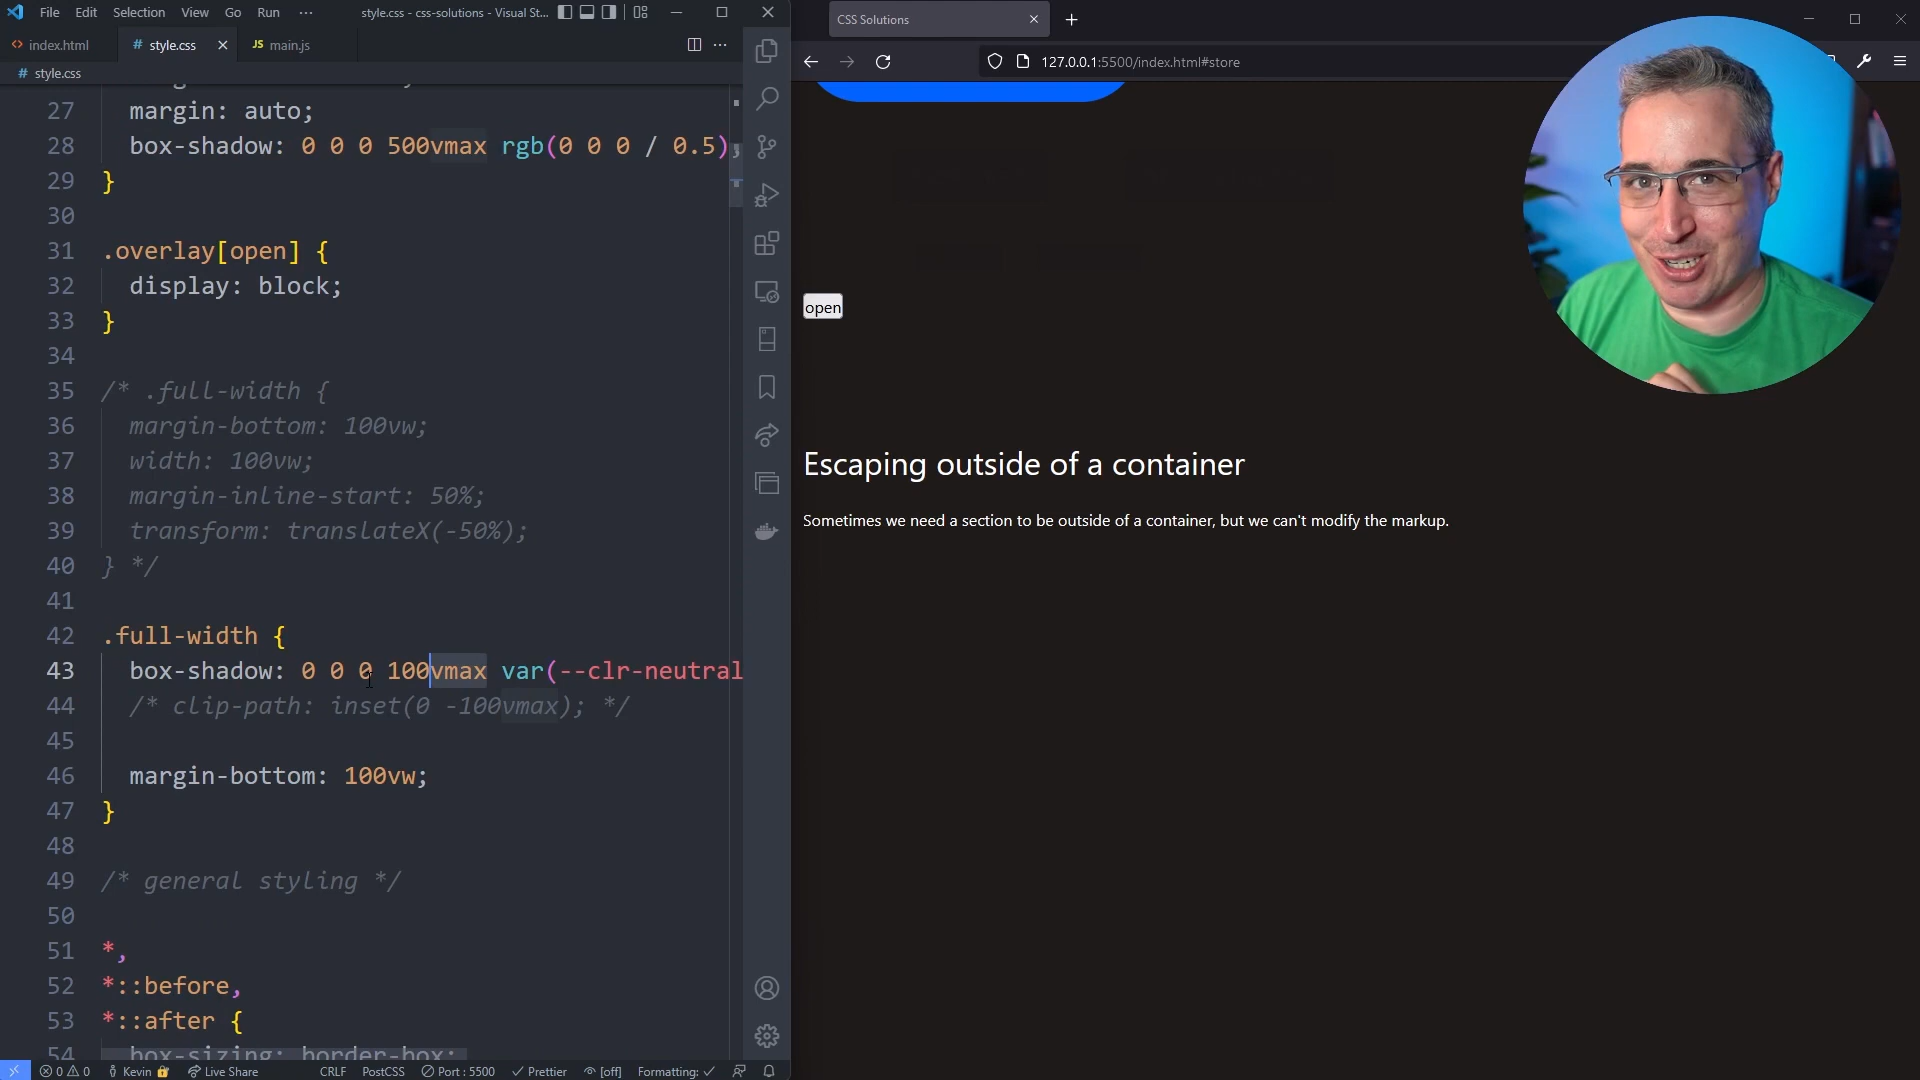 File Edit Selection View Go Run ···
style.css - css-solutions - Visual St...
index.html
# style.css
JS main.js
# style.css
27 margin: auto;
28 box-shadow: 0 0 0 500vmax rgb(0 0 0 / 0.5);
29 }
30
31 .overlay[open] {
32 display: block;
33 }
34
35 /* .full-width {
36 margin-bottom: 100vw;
37 width: 100vw;
38 margin-inline-start: 50%;
39 transform: translateX(-50%);
40 } */
41
42 .full-width {
43 box-shadow: 0 0 0 100vmax var(--clr-neutral
44 /* clip-path: inset(0 -100vmax); */
45
46 margin-bottom: 100vw;
47 }
48
49 /* general styling */
50
51 *,
52 *::before,
53 *::after {
54 box-sizing: border-box;
0 0 Kevin Live Share CRLF PostCSS Port : 5500 Prettier [off] Formatting:
CSS Solutions
127.0.0.1:5500/index.html#store
open
Escaping outside of a container
Sometimes we need a section to be outside of a container, but we can't modify the markup.